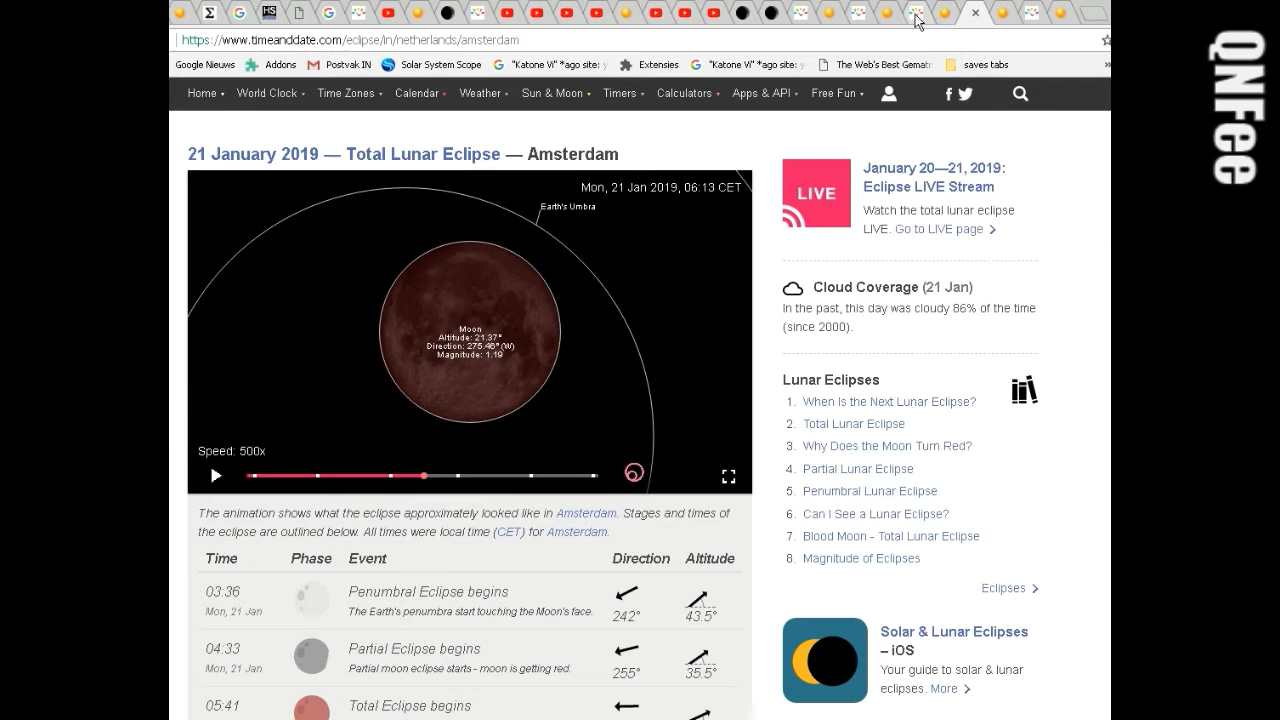 https://www.timeanddate.com/eclipse/in/netherlands/amsterdam
Google Nieuws Addons Postvak IN Solar System Scope "Katone Vi" *ago site: y Extensies "Katone Vi" *ago site: y The Web's Best Gematr saves tabs »
Home World Clock Time Zones Calendar Weather Sun & Moon Timers Calculators Apps & API Free Fun
QNFee
21 January 2019 — Total Lunar Eclipse — Amsterdam
Mon, 21 Jan 2019, 06:13 CET
Earth's Umbra
Moon
Altitude: 21.37°
Direction: 275.46° (W)
Magnitude: 1.19
Speed: 500x
The animation shows what the eclipse approximately looked like in Amsterdam. Stages and times of
the eclipse are outlined below. All times were local time (CET) for Amsterdam.
Time Phase Event Direction Altitude
03:36 Penumbral Eclipse begins
Mon, 21 Jan The Earth's penumbra start touching the Moon's face. 242° 43.5°
04:33 Partial Eclipse begins
Mon, 21 Jan Partial moon eclipse starts - moon is getting red. 255° 35.5°
05:41 Total Eclipse begins
LIVE
January 20—21, 2019:
Eclipse LIVE Stream
Watch the total lunar eclipse
LIVE. Go to LIVE page
Cloud Coverage (21 Jan)
In the past, this day was cloudy 86% of the time
(since 2000).
Lunar Eclipses
1. When Is the Next Lunar Eclipse?
2. Total Lunar Eclipse
3. Why Does the Moon Turn Red?
4. Partial Lunar Eclipse
5. Penumbral Lunar Eclipse
6. Can I See a Lunar Eclipse?
7. Blood Moon - Total Lunar Eclipse
8. Magnitude of Eclipses
Eclipses
Solar & Lunar Eclipses
– iOS
Your guide to solar & lunar
eclipses. More